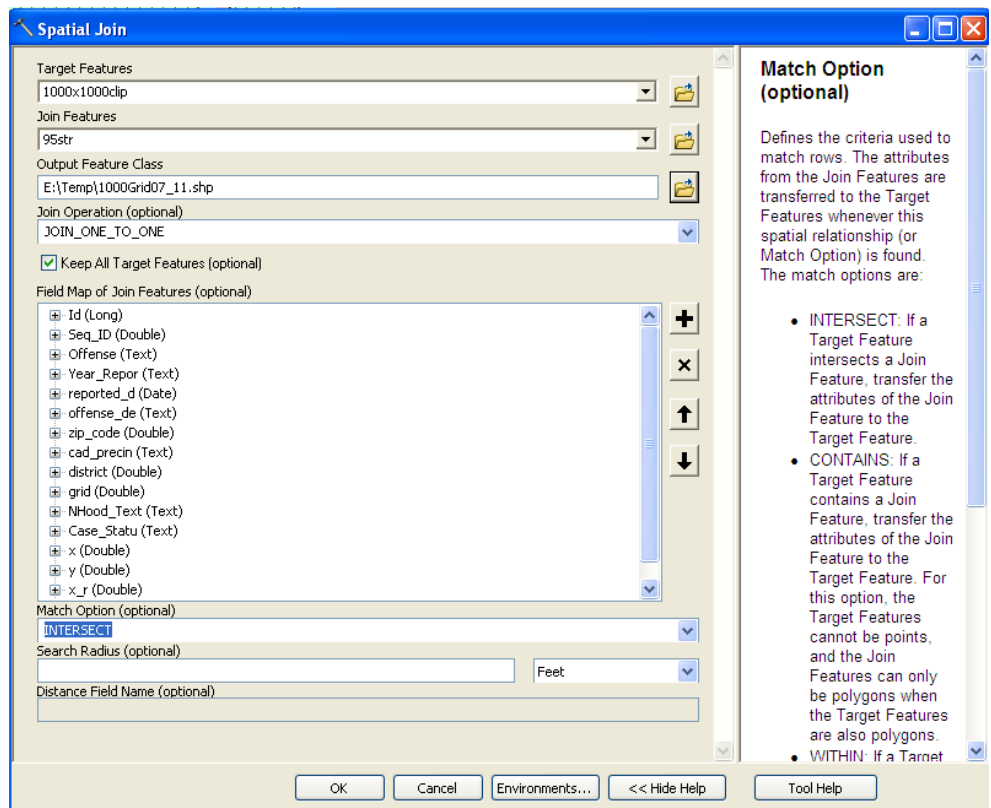 Spatial Join
Target Features
1000x1000clip
Join Features
95str
Output Feature Class
E:\Temp\1000Grid07_11.shp
Join Operation (optional)
JOIN_ONE_TO_ONE
Keep All Target Features (optional)
Field Map of Join Features (optional)
Id (Long)
Seq_ID (Double)
Offense (Text)
Year_Repor (Text)
reported_d (Date)
offense_de (Text)
zip_code (Double)
cad_precin (Text)
district (Double)
grid (Double)
NHood_Text (Text)
Case_Statu (Text)
x (Double)
y (Double)
x_r (Double)
Match Option (optional)
INTERSECT
Search Radius (optional)
Feet
Distance Field Name (optional)
Match Option
(optional)
Defines the criteria used to
match rows. The attributes
from the Join Features are
transferred to the Target
Features whenever this
spatial relationship (or
Match Option) is found.
The match options are:
• INTERSECT: If a
Target Feature
intersects a Join
Feature, transfer the
attributes of the Join
Feature to the
Target Feature.
• CONTAINS: If a
Target Feature
contains a Join
Feature, transfer the
attributes of the Join
Feature to the
Target Feature. For
this option, the
Target Features
cannot be points,
and the Join
Features can only
be polygons when
the Target Features
are also polygons.
• WITHIN: If a Target
OK
Cancel
Environments...
<< Hide Help
Tool Help